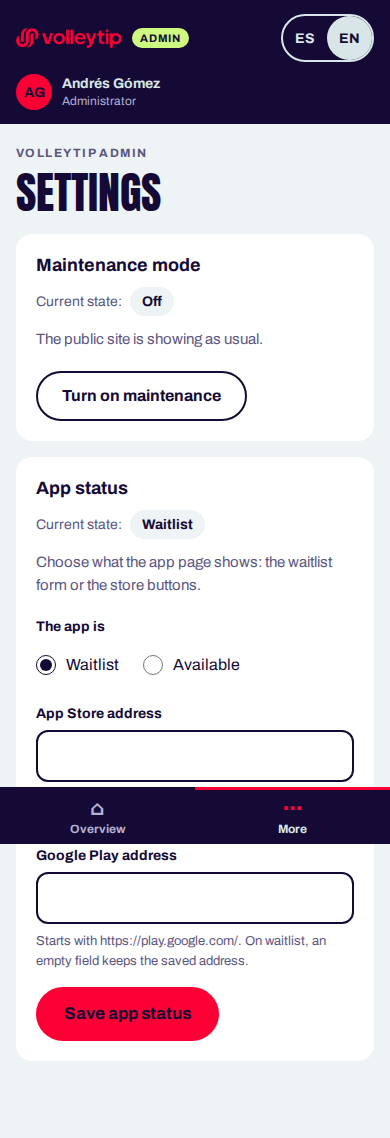 volleytip ADMIN ES EN
AG Andrés Gómez
Administrator
VOLLEYTIP ADMIN
SETTINGS
Maintenance mode
Current state: Off
The public site is showing as usual.
Turn on maintenance
App status
Current state: Waitlist
Choose what the app page shows: the waitlist
form or the store buttons.
The app is
Waitlist Available
App Store address
Overview More
Google Play address
Starts with https://play.google.com/. On waitlist, an
empty field keeps the saved address.
Save app status